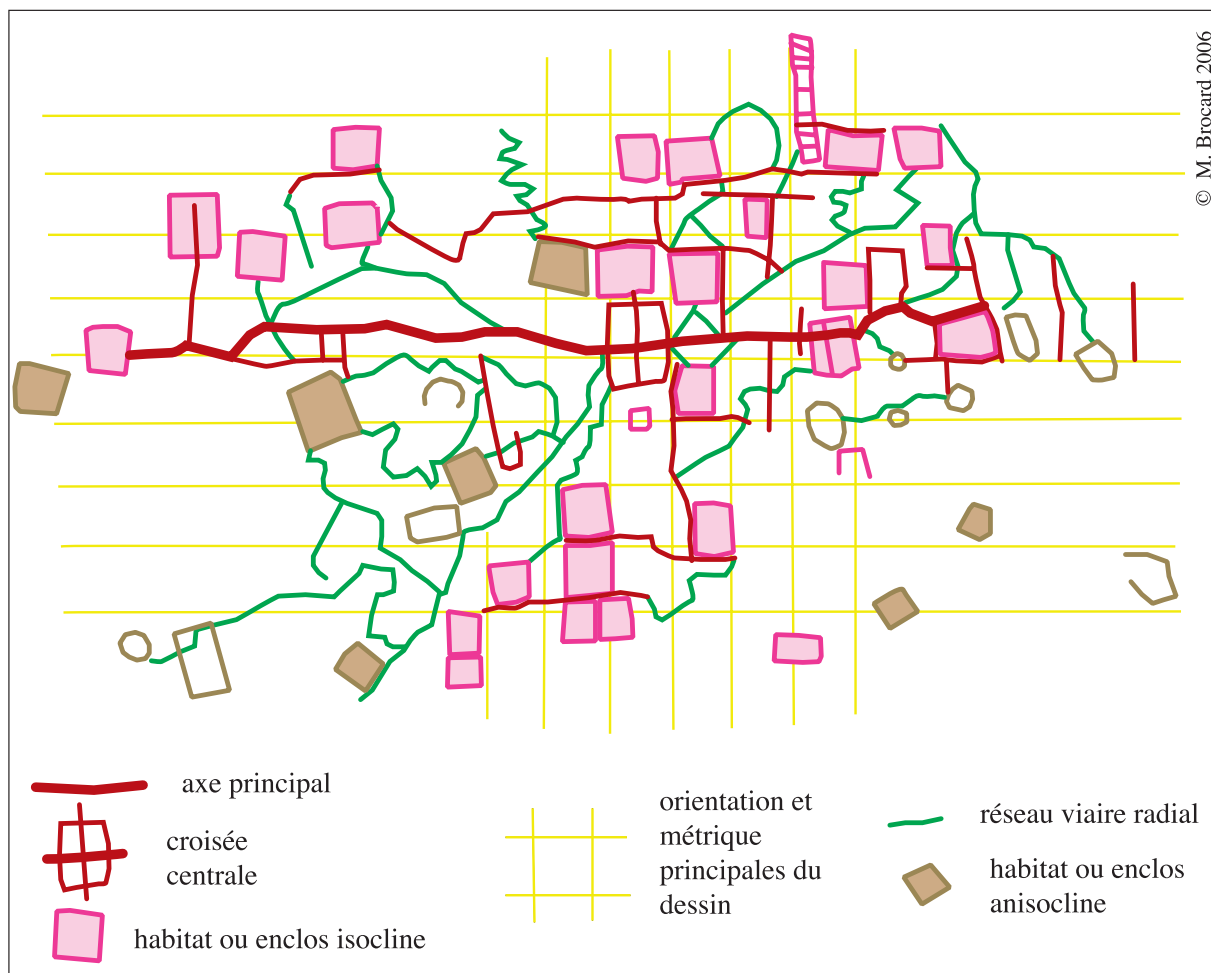 © M. Brocard 2006
axe principal
croisée
centrale
habitat ou enclos isocline
orientation et
métrique
principales du
dessin
réseau viaire radial
habitat ou enclos
anisocline